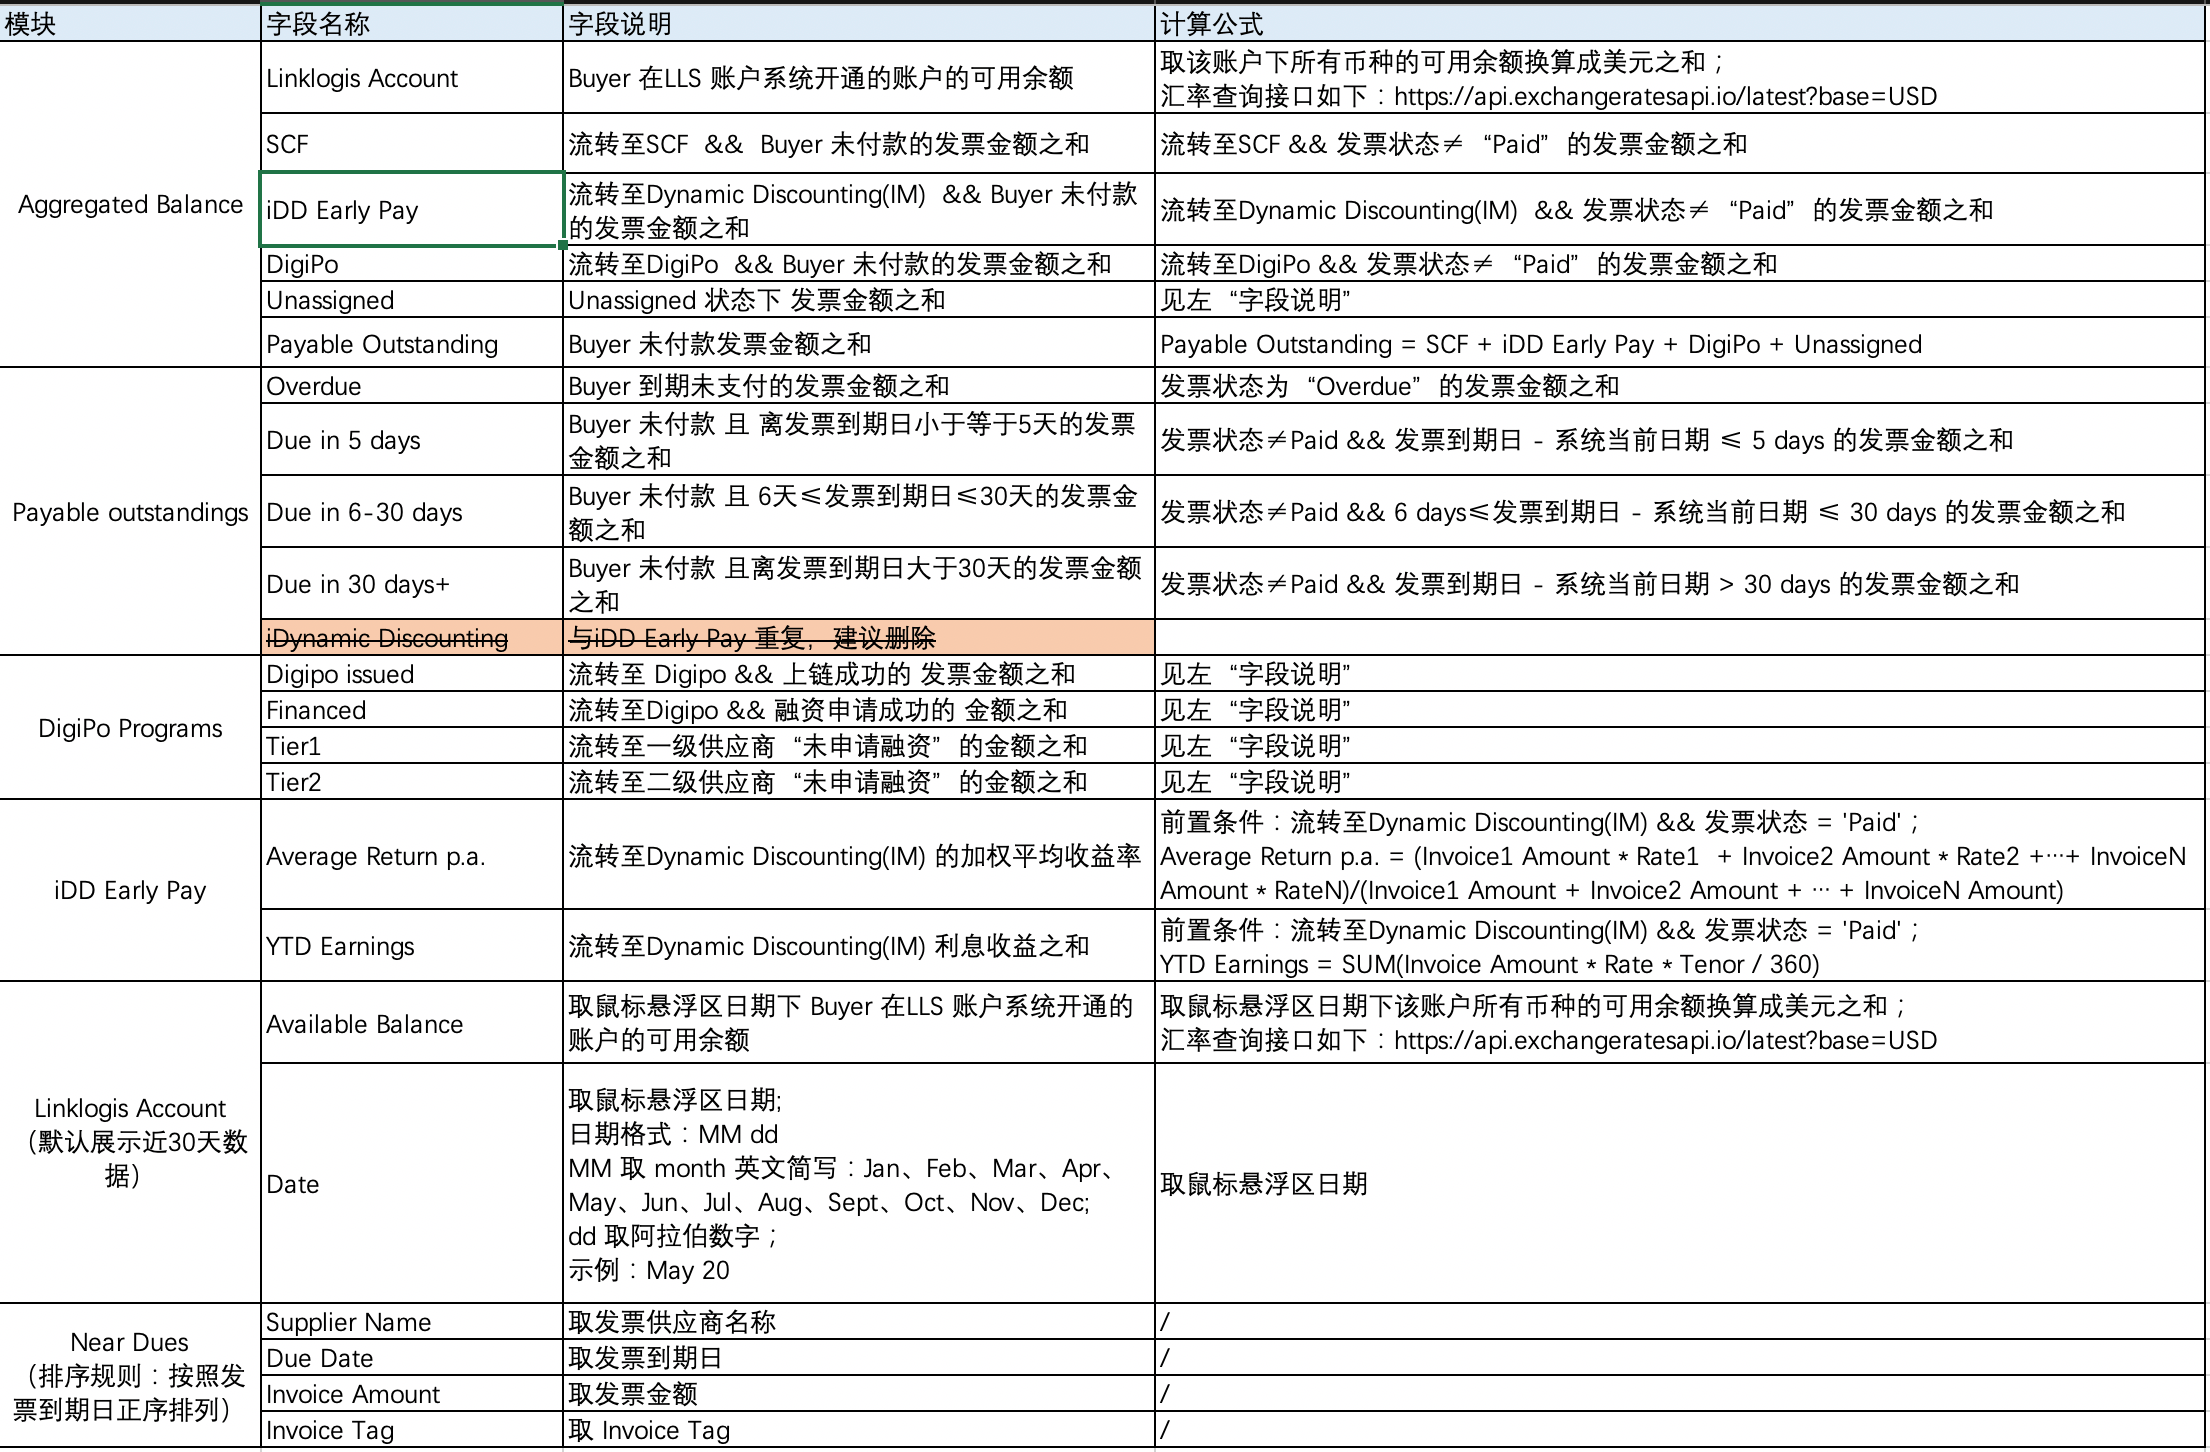 模块
字段名称
字段说明
计算公式
Aggregated Balance
Linklogis Account
Buyer 在LLS 账户系统开通的账户的可用余额
取该账户下所有币种的可用余额换算成美元之和；
汇率查询接口如下：https://api.exchangeratesapi.io/latest?base=USD
SCF
流转至SCF && Buyer 未付款的发票金额之和
流转至SCF && 发票状态≠ “Paid” 的发票金额之和
iDD Early Pay
流转至Dynamic Discounting(IM) && Buyer 未付款
的发票金额之和
流转至Dynamic Discounting(IM) && 发票状态≠ “Paid” 的发票金额之和
DigiPo
流转至DigiPo && Buyer 未付款的发票金额之和
流转至DigiPo && 发票状态≠ “Paid” 的发票金额之和
Unassigned
Unassigned 状态下 发票金额之和
见左 “字段说明”
Payable Outstanding
Buyer 未付款发票金额之和
Payable Outstanding = SCF + iDD Early Pay + DigiPo + Unassigned
Payable outstandings
Overdue
Buyer 到期未支付的发票金额之和
发票状态为 “Overdue” 的发票金额之和
Due in 5 days
Buyer 未付款 且 离发票到期日小于等于5天的发票
金额之和
发票状态≠Paid && 发票到期日 - 系统当前日期 ≤ 5 days 的发票金额之和
Due in 6-30 days
Buyer 未付款 且 6天≤发票到期日≤30天的发票金
额之和
发票状态≠Paid && 6 days≤发票到期日 - 系统当前日期 ≤ 30 days 的发票金额之和
Due in 30 days+
Buyer 未付款 且离发票到期日大于30天的发票金额
之和
发票状态≠Paid && 发票到期日 - 系统当前日期 > 30 days 的发票金额之和
iDynamic Discounting
与iDD Early Pay 重复，建议删除
DigiPo Programs
Digipo issued
流转至 Digipo && 上链成功的 发票金额之和
见左 “字段说明”
Financed
流转至Digipo && 融资申请成功的 金额之和
见左 “字段说明”
Tier1
流转至一级供应商 “未申请融资” 的金额之和
见左 “字段说明”
Tier2
流转至二级供应商 “未申请融资” 的金额之和
见左 “字段说明”
iDD Early Pay
Average Return p.a.
流转至Dynamic Discounting(IM) 的加权平均收益率
前置条件：流转至Dynamic Discounting(IM) && 发票状态 = 'Paid'；
Average Return p.a. = (Invoice1 Amount * Rate1 + Invoice2 Amount * Rate2 +···+ InvoiceN
Amount * RateN)/(Invoice1 Amount + Invoice2 Amount + ··· + InvoiceN Amount)
YTD Earnings
流转至Dynamic Discounting(IM) 利息收益之和
前置条件：流转至Dynamic Discounting(IM) && 发票状态 = 'Paid'；
YTD Earnings = SUM(Invoice Amount * Rate * Tenor / 360)
Linklogis Account
（默认展示近30天数
据）
Available Balance
取鼠标悬浮区日期下 Buyer 在LLS 账户系统开通的
账户的可用余额
取鼠标悬浮区日期下该账户所有币种的可用余额换算成美元之和；
汇率查询接口如下：https://api.exchangeratesapi.io/latest?base=USD
Date
取鼠标悬浮区日期;
日期格式：MM dd
MM 取 month 英文简写：Jan、Feb、Mar、Apr、
May、Jun、Jul、Aug、Sept、Oct、Nov、Dec;
dd 取阿拉伯数字；
示例：May 20
取鼠标悬浮区日期
Near Dues
（排序规则：按照发
票到期日正序排列）
Supplier Name
取发票供应商名称
/
Due Date
取发票到期日
/
Invoice Amount
取发票金额
/
Invoice Tag
取 Invoice Tag
/